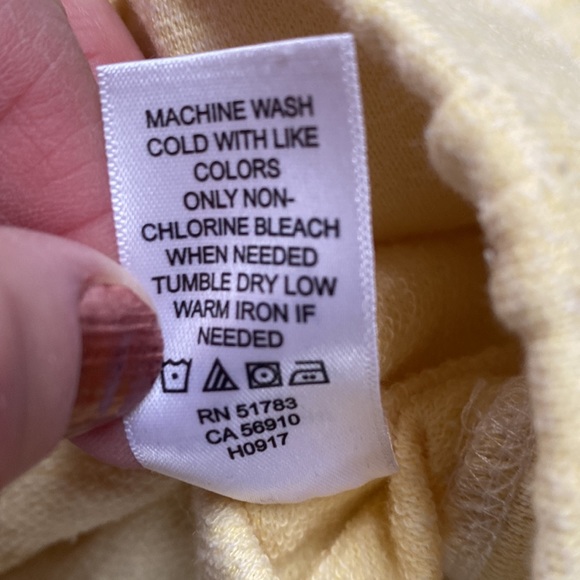 MACHINE WASH
COLD WITH LIKE
COLORS
ONLY NON-
CHLORINE BLEACH
WHEN NEEDED
TUMBLE DRY LOW
WARM IRON IF
NEEDED
RN 51783
CA 56910
H0917